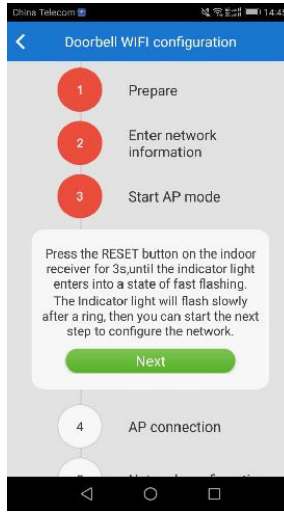 China Telecom
14:45
Doorbell WIFI configuration
1
Prepare
2
Enter network
information
3
Start AP mode
Press the RESET button on the indoor
receiver for 3s,until the indicator light
enters into a state of fast flashing.
The Indicator light will flash slowly
after a ring, then you can start the next
step to configure the network.
Next
4
AP connection